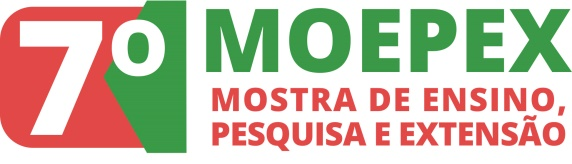 7º MOEPEX
MOSTRA DE ENSINO,
PESQUISA E EXTENSÃO